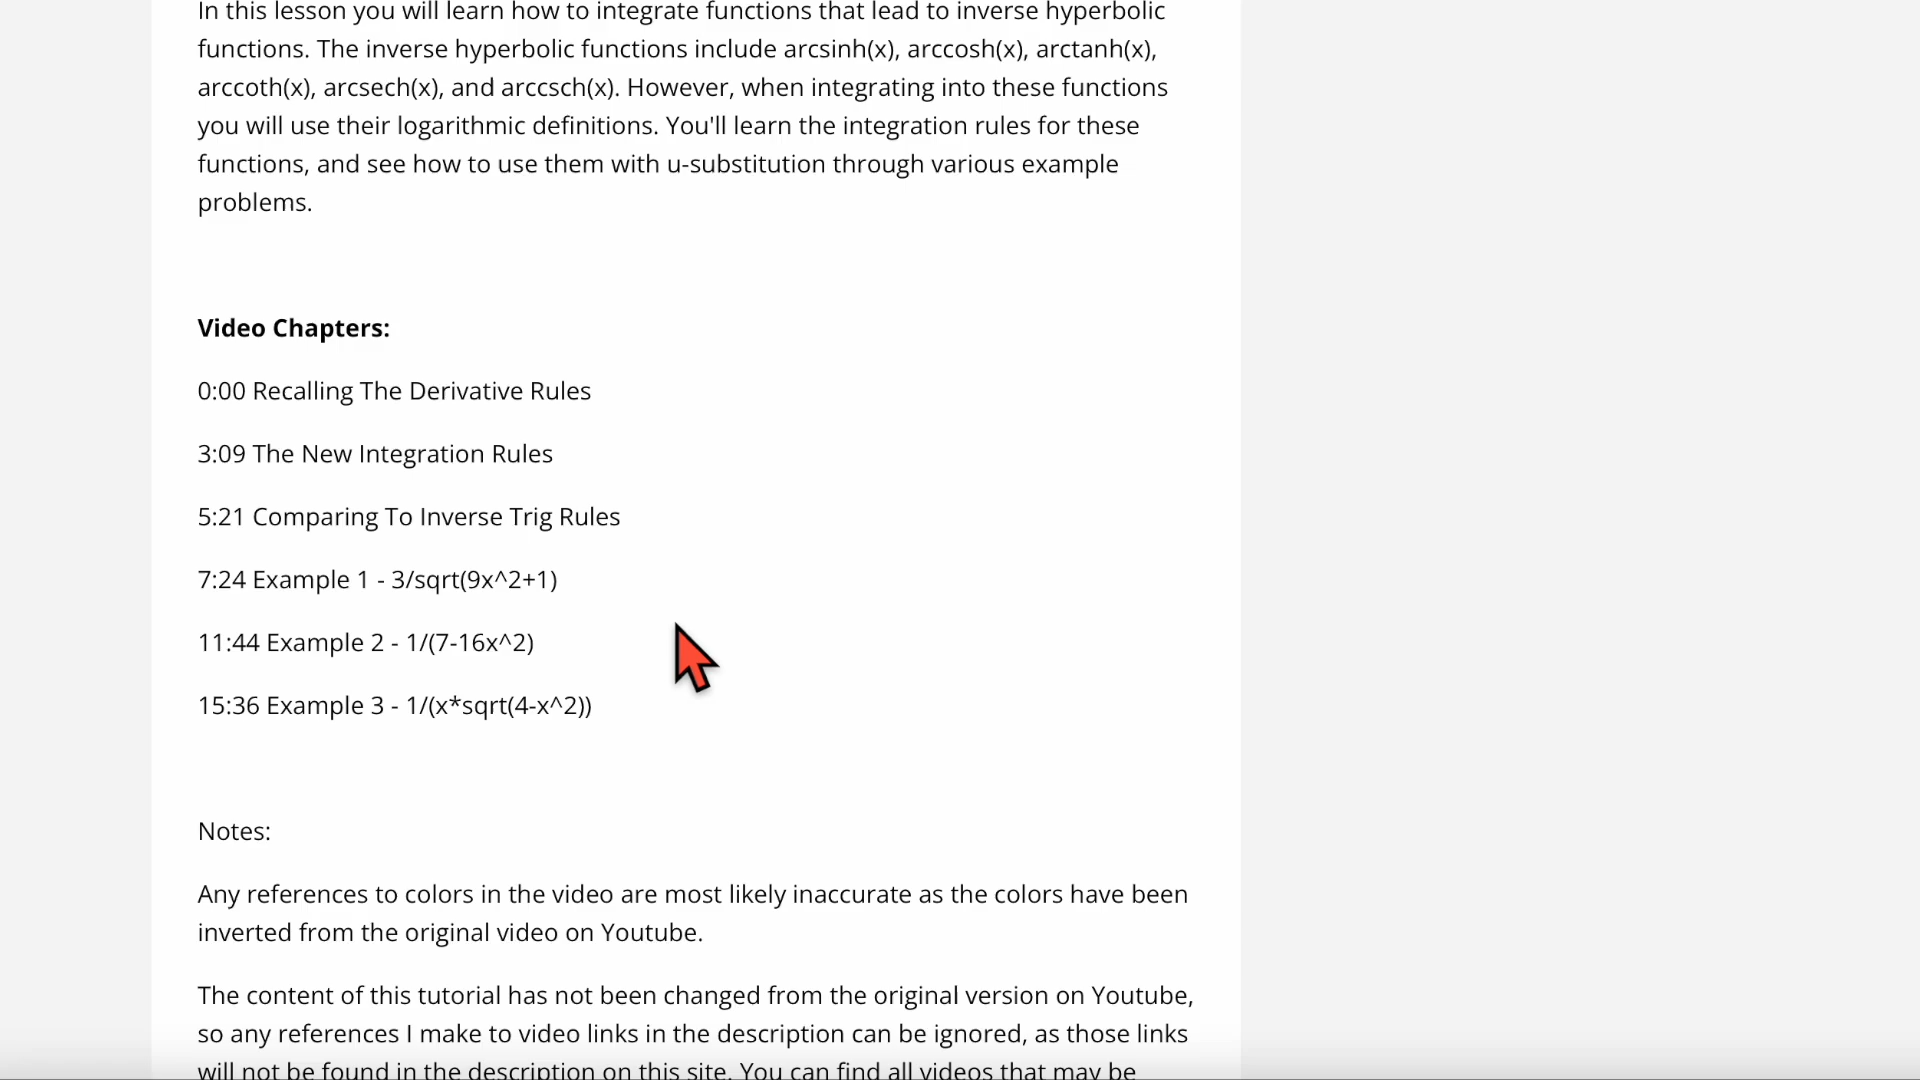 In this lesson you will learn how to integrate functions that lead to inverse hyperbolic
functions. The inverse hyperbolic functions include arcsinh(x), arccosh(x), arctanh(x),
arccoth(x), arcsech(x), and arccsch(x). However, when integrating into these functions
you will use their logarithmic definitions. You'll learn the integration rules for these
functions, and see how to use them with u-substitution through various example
problems.
Video Chapters:
0:00 Recalling The Derivative Rules
3:09 The New Integration Rules
5:21 Comparing To Inverse Trig Rules
7:24 Example 1 - 3/sqrt(9x^2+1)
11:44 Example 2 - 1/(7-16x^2)
15:36 Example 3 - 1/(x*sqrt(4-x^2))
Notes:
Any references to colors in the video are most likely inaccurate as the colors have been
inverted from the original video on Youtube.
The content of this tutorial has not been changed from the original version on Youtube,
so any references I make to video links in the description can be ignored, as those links
will not be found in the description on this site. You can find all videos that may be